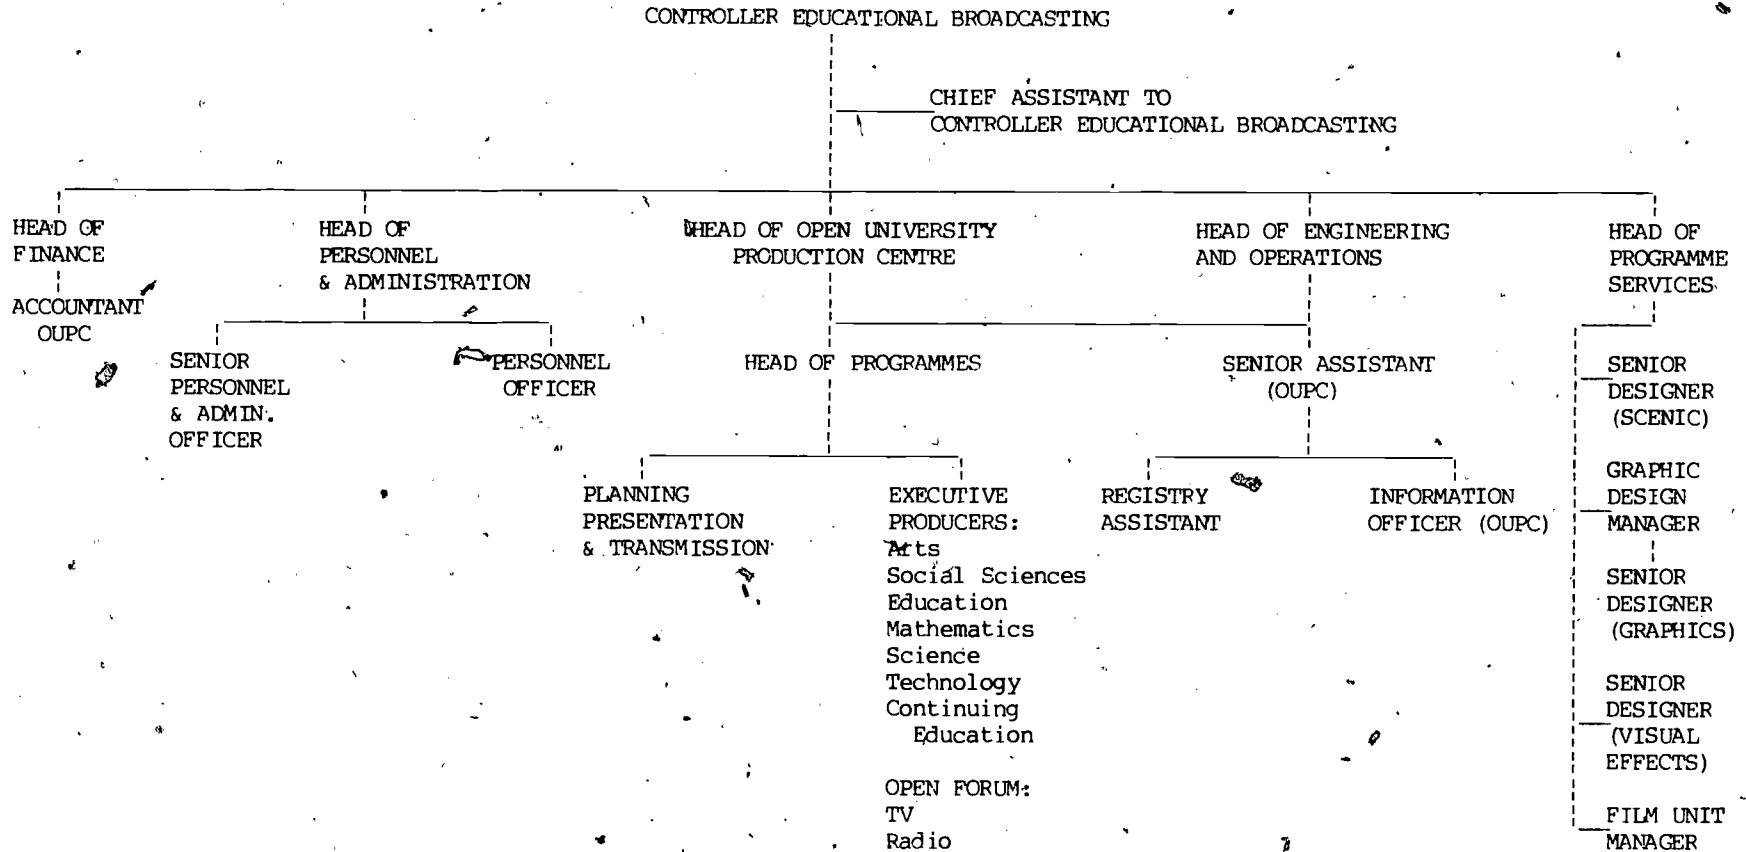 CONTROLLER EDUCATIONAL BROADCASTING
CHIEF ASSISTANT TO
CONTROLLER EDUCATIONAL BROADCASTING
HEAD OF
FINANCE
ACCOUNTANT
OUPC
HEAD OF
PERSONNEL
& ADMINISTRATION
SENIOR
PERSONNEL
& ADMIN.
OFFICER
PERSONNEL
OFFICER
HEAD OF OPEN UNIVERSITY
PRODUCTION CENTRE
HEAD OF PROGRAMMES
PLANNING
PRESENTATION
& TRANSMISSION
EXECUTIVE
PRODUCERS:
Arts
Social Sciences
Education
Mathematics
Science
Technology
Continuing
Education
OPEN FORUM:
TV
Radio
HEAD OF ENGINEERING
AND OPERATIONS
SENIOR ASSISTANT
(OUPC)
REGISTRY
ASSISTANT
INFORMATION
OFFICER (OUPC)
HEAD OF
PROGRAMME
SERVICES
SENIOR
DESIGNER
(SCENIC)
GRAPHIC
DESIGN
MANAGER
SENIOR
DESIGNER
(GRAPHICS)
SENIOR
DESIGNER
(VISUAL
EFFECTS)
FILM UNIT
MANAGER